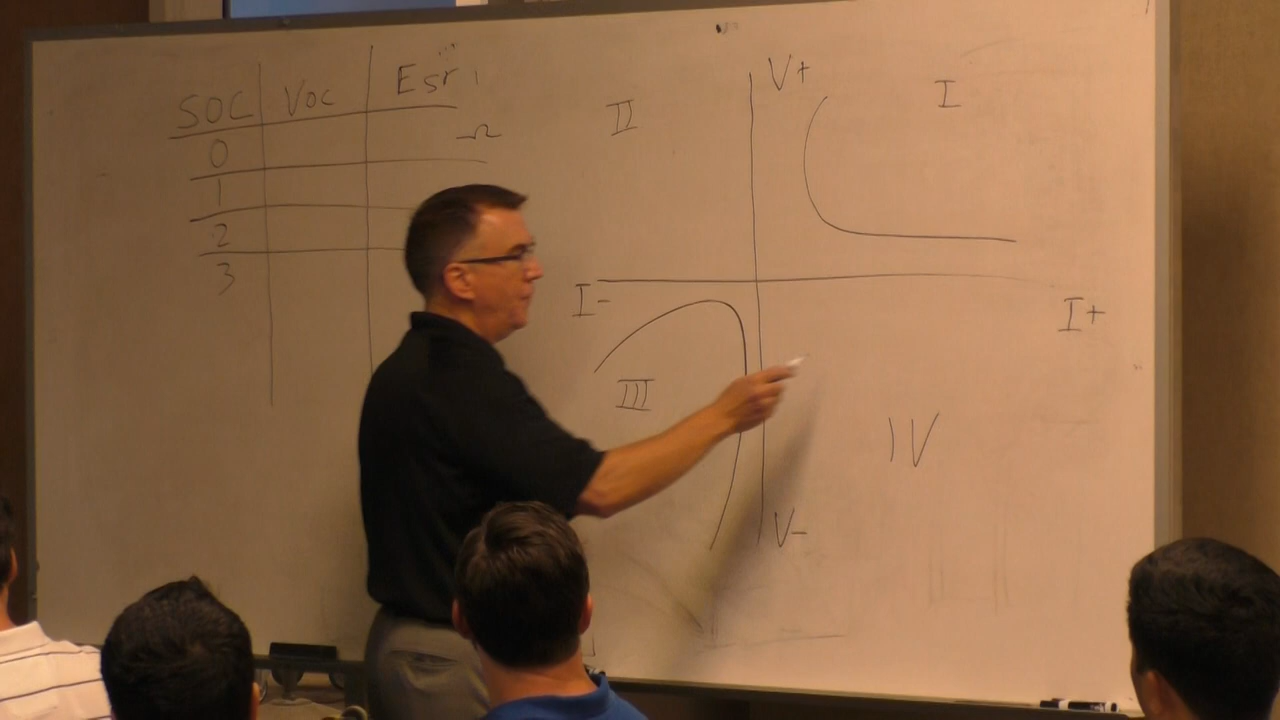 SOC Voc Esr
Ω
0
1
2
3
II
V+
I
I-
I+
III
IV
V-